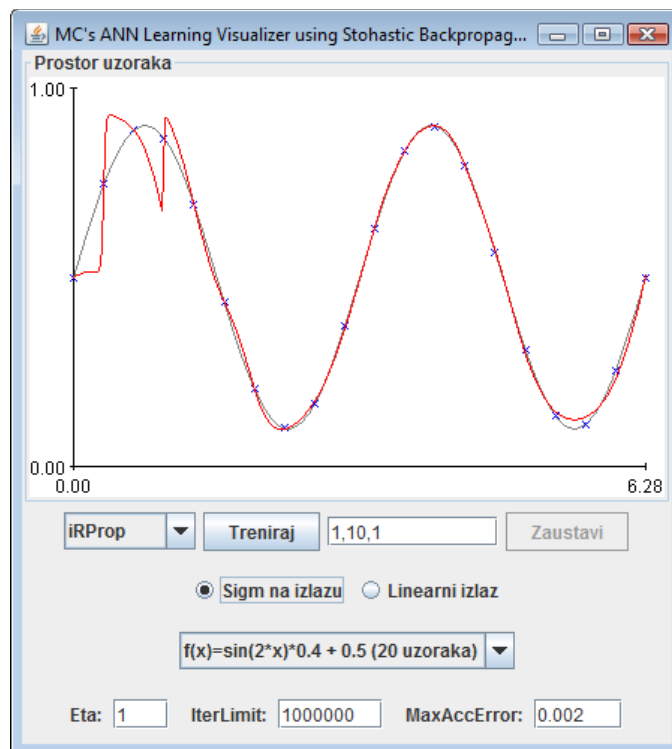 MC's ANN Learning Visualizer using Stohastic Backpropag...
Prostor uzoraka
1.00
0.00
0.00 6.28
iRProp Treniraj 1,10,1 Zaustavi
Sigm na izlazu Linearni izlaz
f(x)=sin(2*x)*0.4 + 0.5 (20 uzoraka)
Eta: 1 IterLimit: 1000000 MaxAccError: 0.002